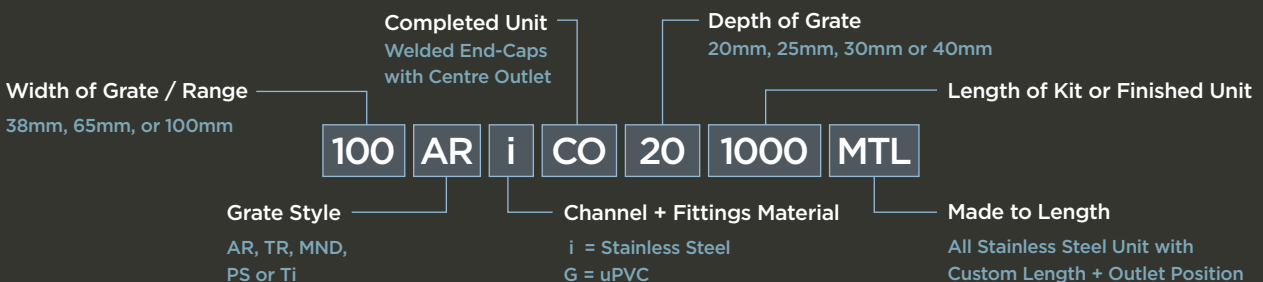 Completed Unit
Welded End-Caps
with Centre Outlet
Depth of Grate
20mm, 25mm, 30mm or 40mm
Width of Grate / Range
38mm, 65mm, or 100mm
Length of Kit or Finished Unit
100 AR i CO 20 1000 MTL
Grate Style
AR, TR, MND,
PS or Ti
Channel + Fittings Material
i = Stainless Steel
G = uPVC
Made to Length
All Stainless Steel Unit with
Custom Length + Outlet Position